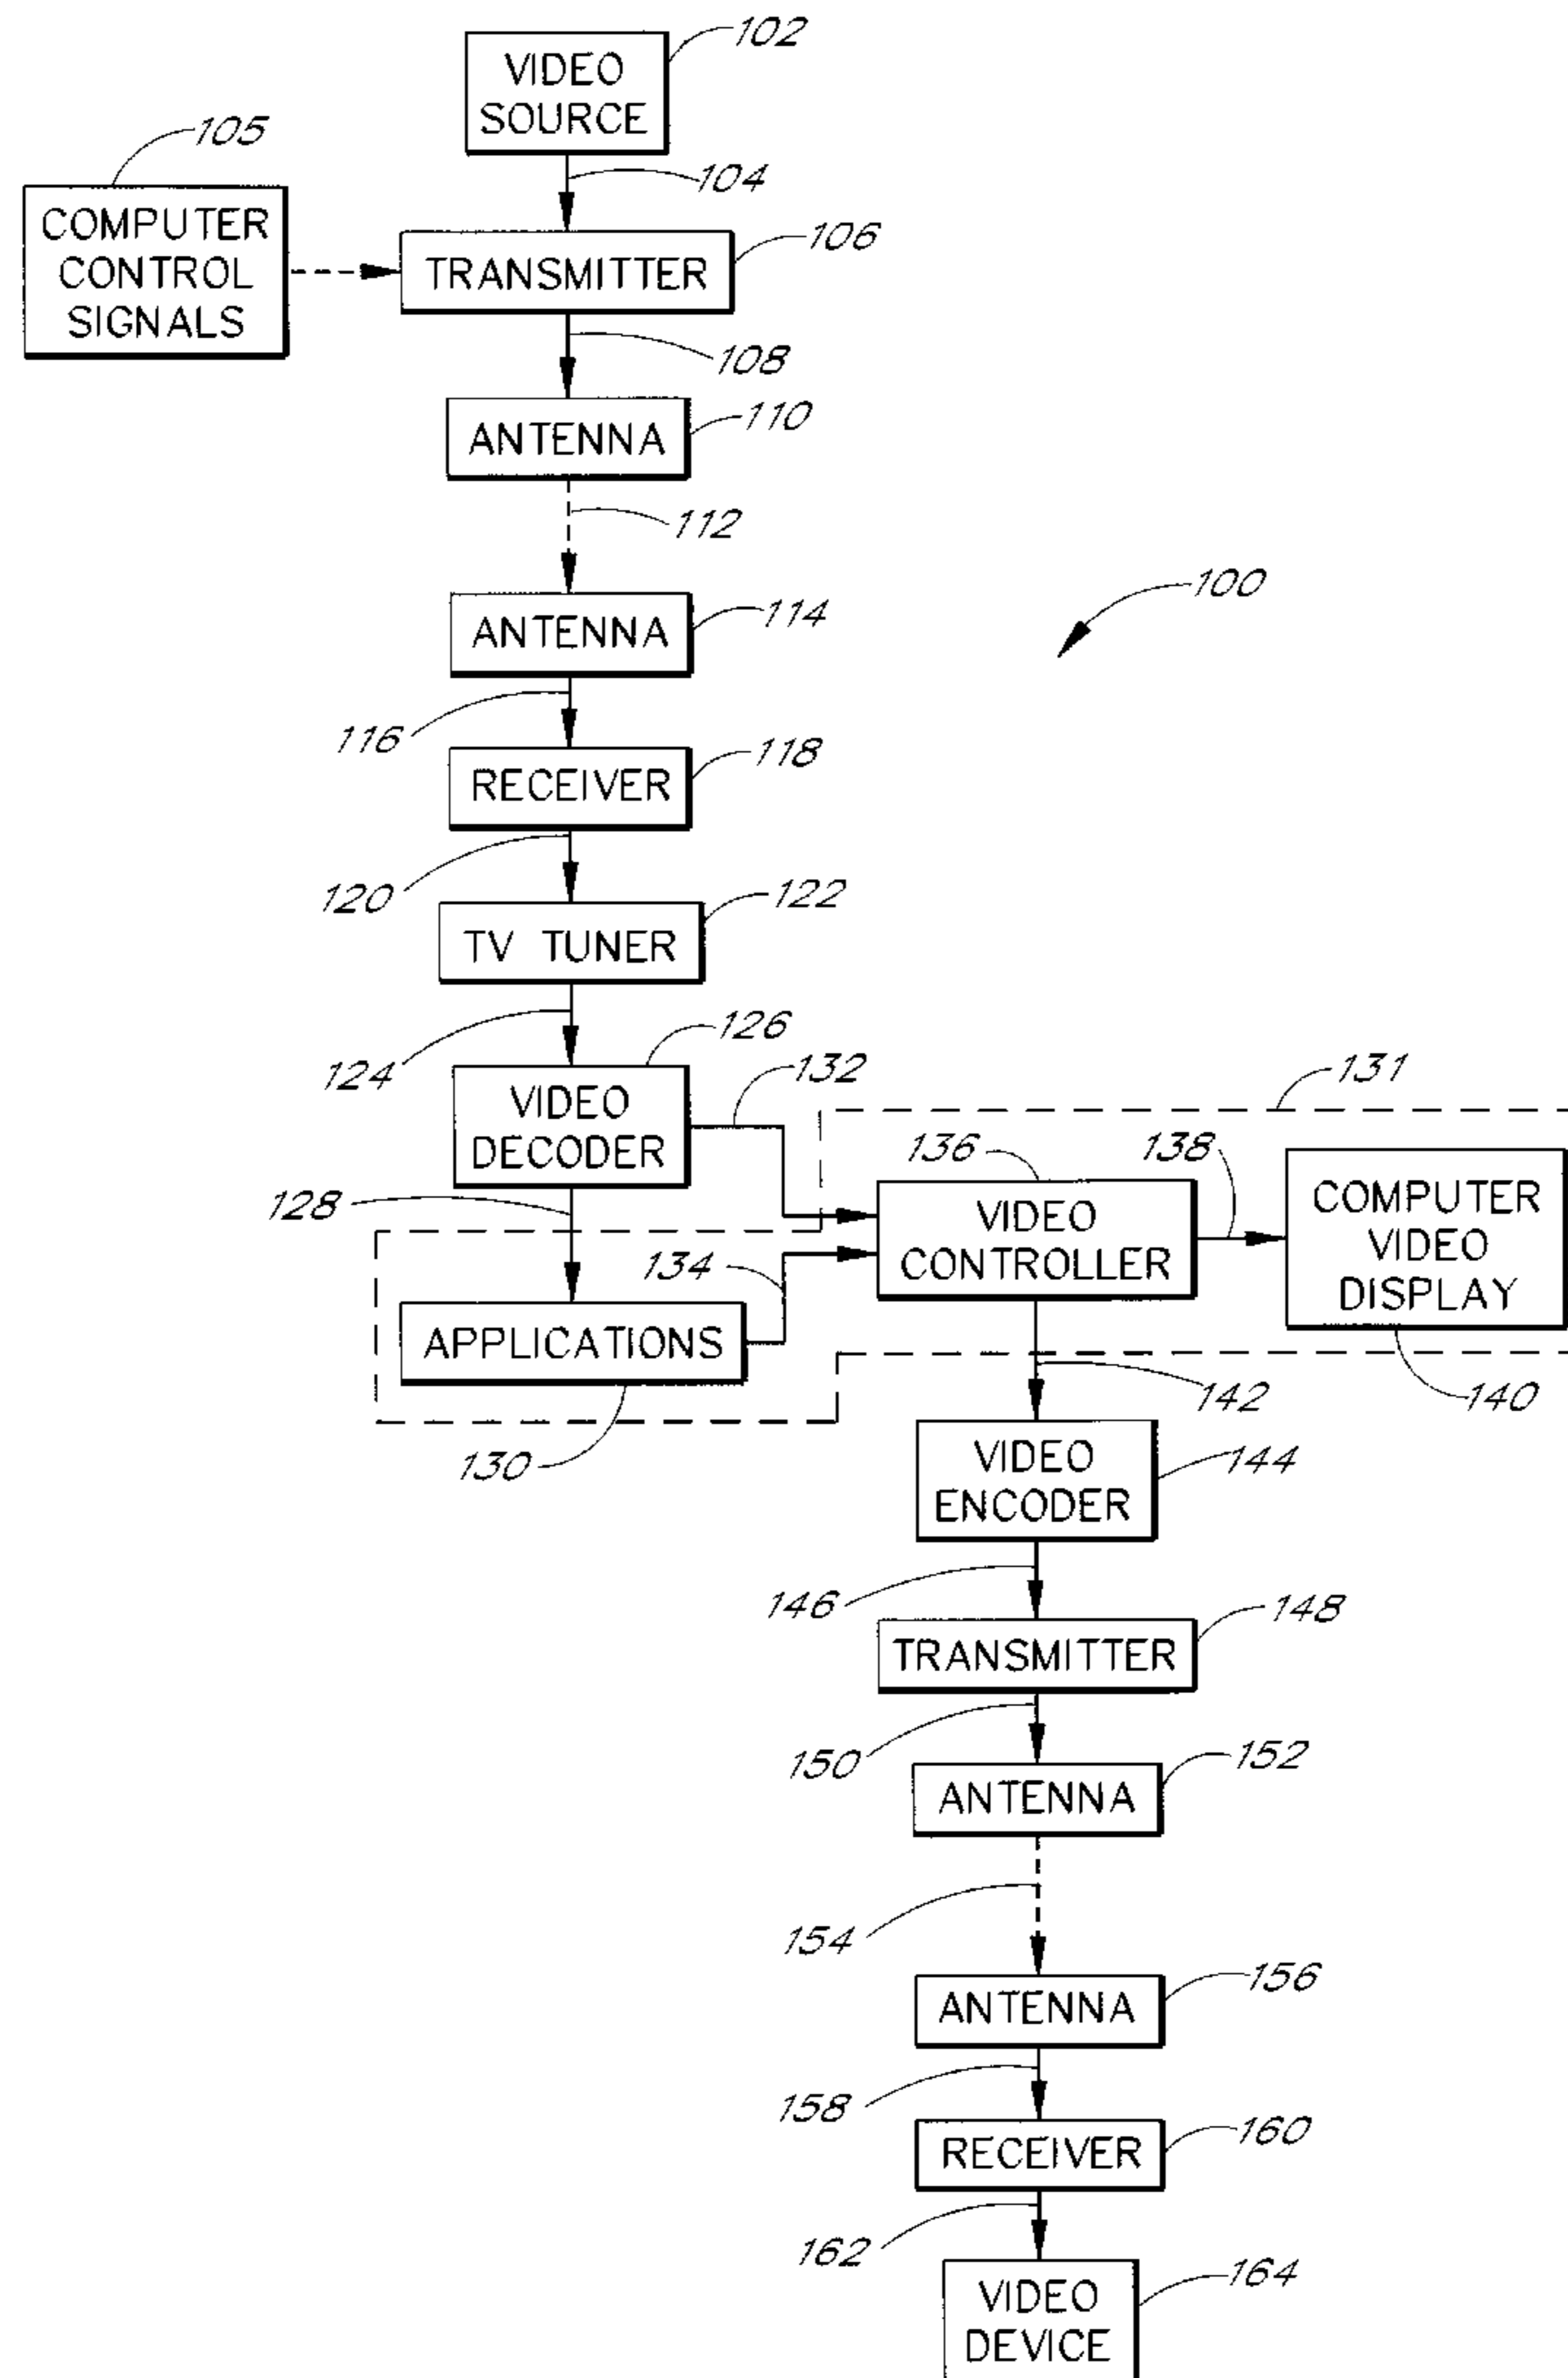 102
VIDEO
SOURCE
104
105
COMPUTER
CONTROL
SIGNALS
106
TRANSMITTER
108
110
ANTENNA
112
100
114
ANTENNA
116
118
RECEIVER
120
122
TV TUNER
124
126
VIDEO
DECODER
132
131
128
136
VIDEO
CONTROLLER
138
COMPUTER
VIDEO
DISPLAY
134
APPLICATIONS
130
142
140
VIDEO
ENCODER
144
146
148
TRANSMITTER
150
152
ANTENNA
154
156
ANTENNA
158
160
RECEIVER
162
164
VIDEO
DEVICE